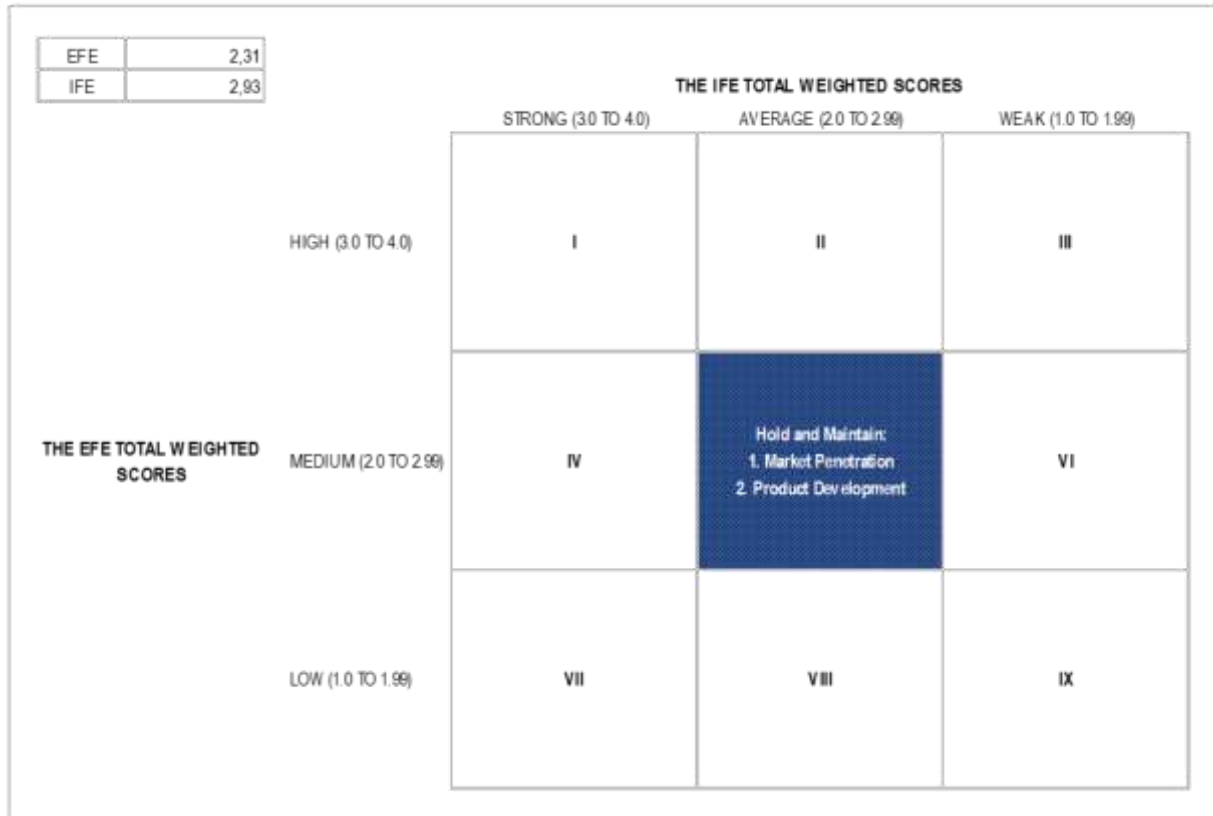 EFE 2,31
IFE 2,93
THE IFE TOTAL WEIGHTED SCORES
STRONG (3.0 TO 4.0) AVERAGE (2.0 TO 2.99) WEAK (1.0 TO 1.99)
HIGH (3.0 TO 4.0) I II III
THE EFE TOTAL WEIGHTED
SCORES
MEDIUM (2.0 TO 2.99) IV
Hold and Maintain:
1. Market Penetration
2. Product Development
VI
LOW (1.0 TO 1.99) VII VIII IX